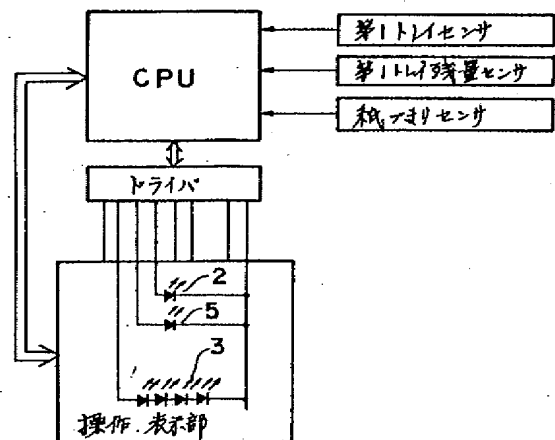 CPU
第1トレイセンサ
第1トレイ残量センサ
紙づまりセンサ
ドライバ
2
5
3
操作.表示部